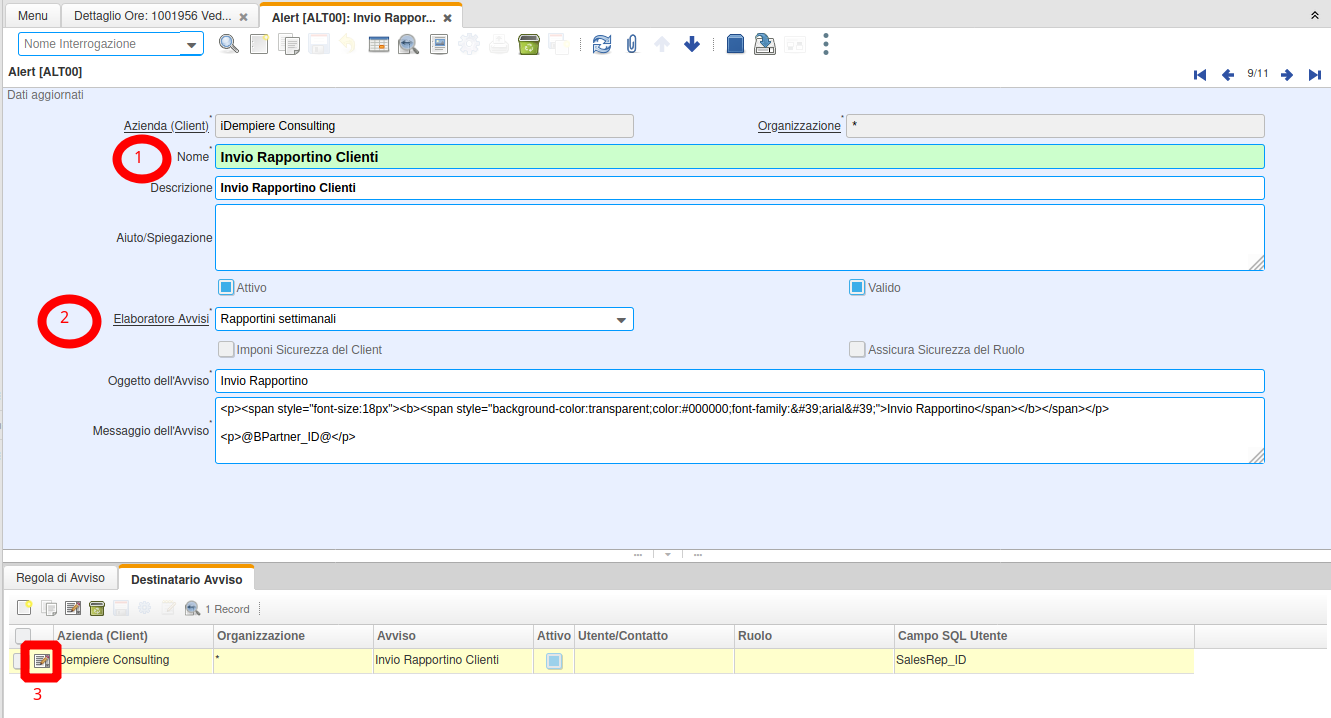 Menu
Dettaglio Ore: 1001956 Ved...
Alert [ALT00]: Invio Rappor...
Nome Interrogazione
Alert [ALT00]
9/11
Dati aggiornati
Azienda (Client)* iDempiere Consulting Organizzazione* *
1 Nome* Invio Rapportino Clienti
Descrizione Invio Rapportino Clienti
Aiuto/Spiegazione
Attivo Valido
2 Elaboratore Avvisi* Rapportini settimanali
Imponi Sicurezza del Client Assicura Sicurezza del Ruolo
Oggetto dell'Avviso* Invio Rapportino
<p><span style="font-size:18px"><b><span style="background-color:transparent;color:#000000;font-family:&#39;arial&#39;">Invio Rapportino</span></b></span></p>
Messaggio dell'Avviso*
<p>@BPartner_ID@</p>
Regola di Avviso Destinatario Avviso
1 Record
Azienda (Client) Organizzazione Avviso Attivo Utente/Contatto Ruolo Campo SQL Utente
Dempiere Consulting * Invio Rapportino Clienti SalesRep_ID
3